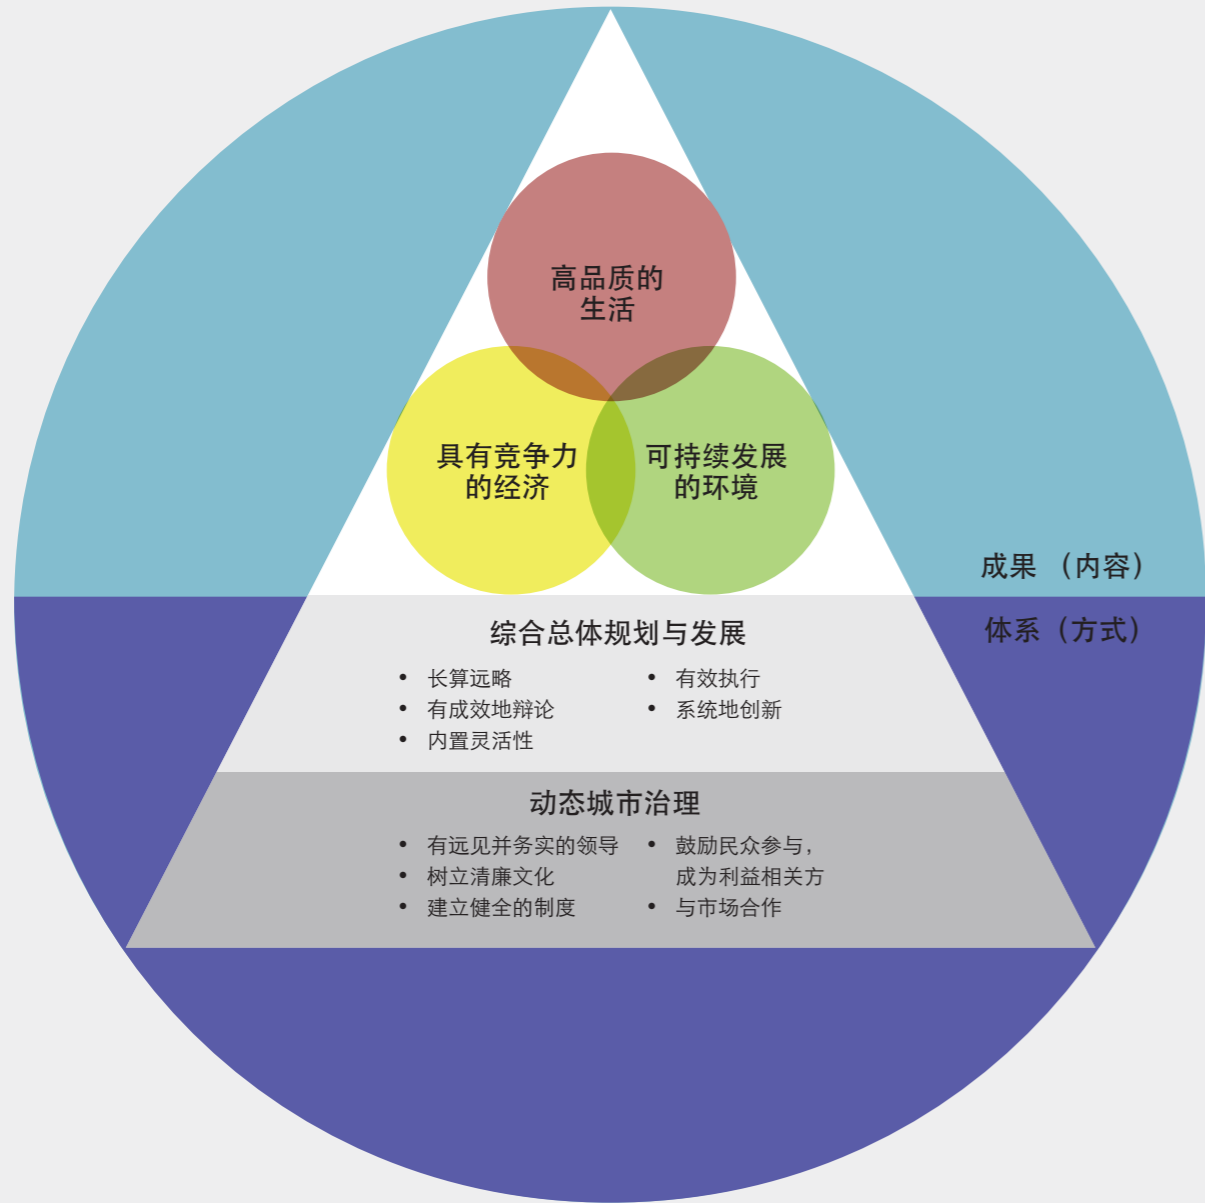 高品质的
生活
具有竞争力
的经济
可持续发展
的环境
成果 （内容）
体系（方式）
综合总体规划与发展
• 长算远略
• 有成效地辩论
• 内置灵活性
• 有效执行
• 系统地创新
动态城市治理
• 有远见并务实的领导
• 树立清廉文化
• 建立健全的制度
• 鼓励民众参与，
成为利益相关方
• 与市场合作